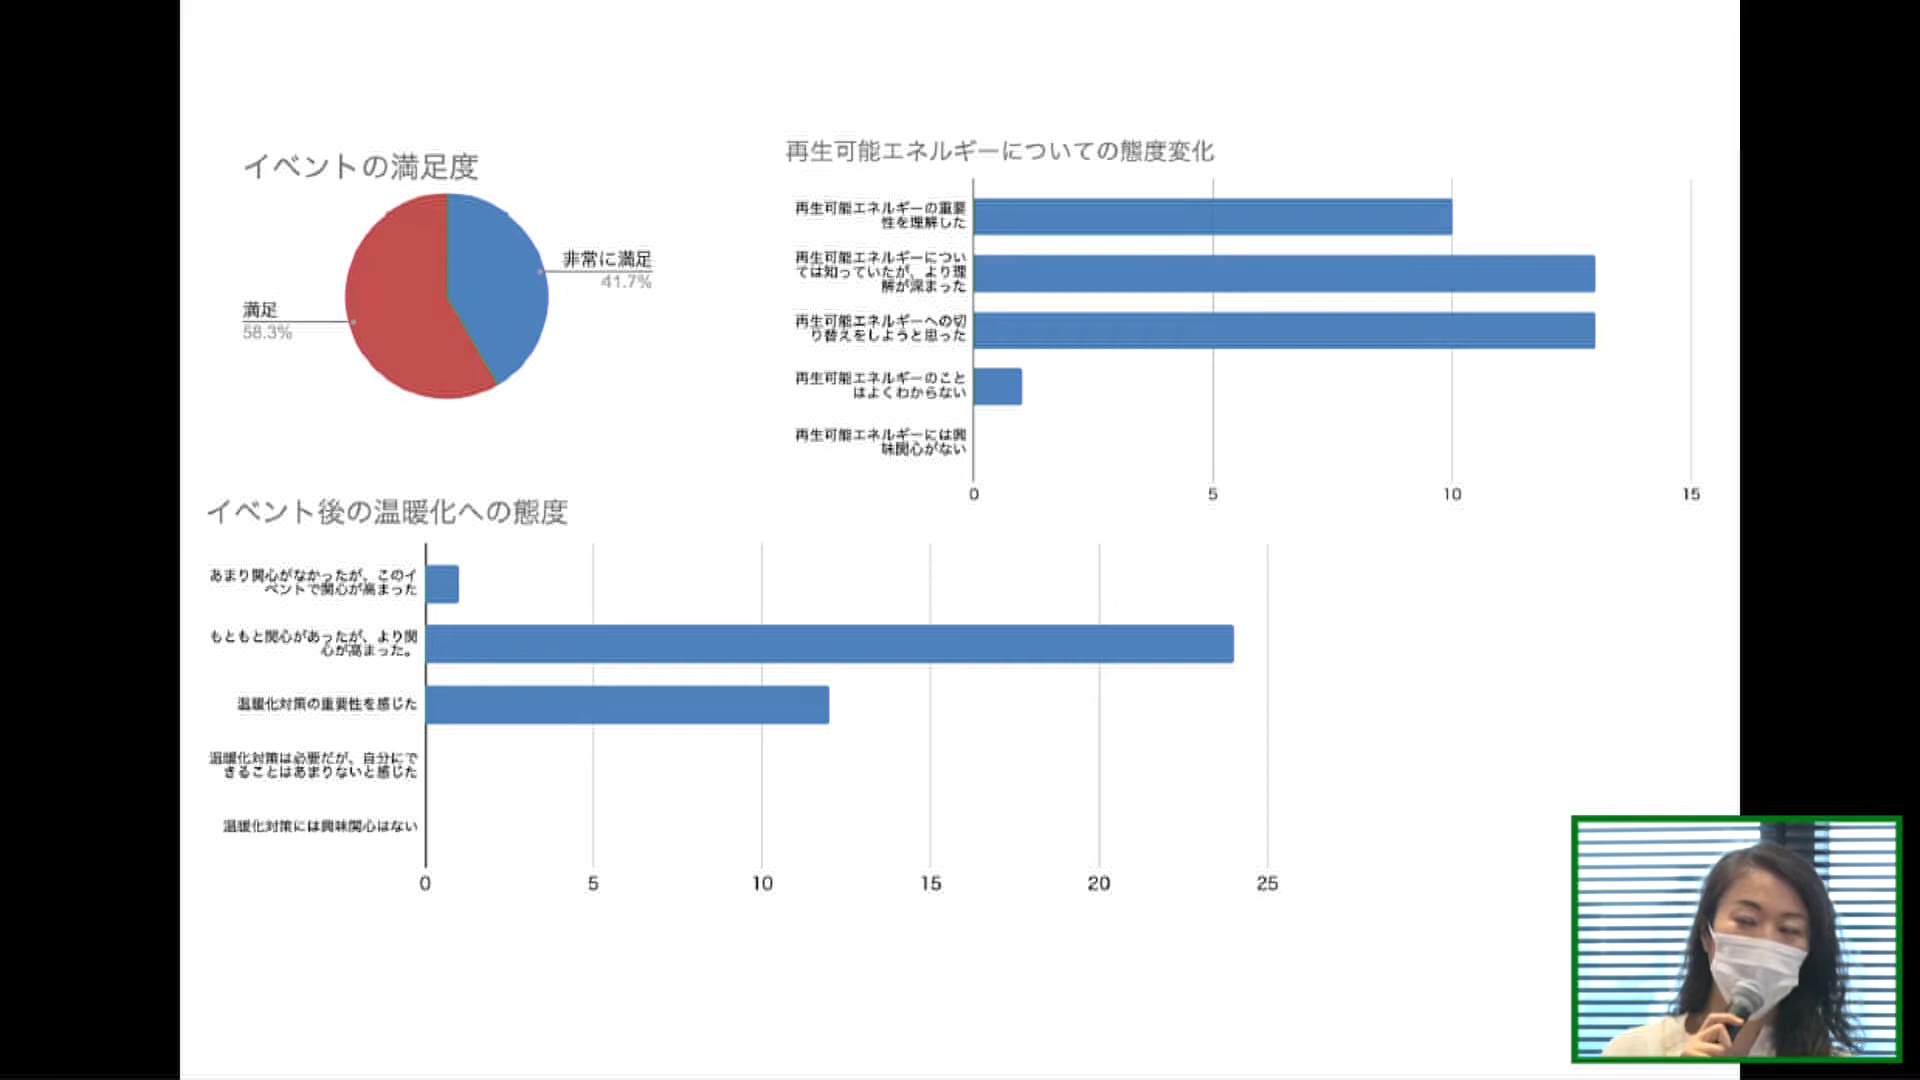 イベントの満足度
非常に満足
41.7%
満足
58.3%
再生可能エネルギーについての態度変化
再生可能エネルギーの重要
性を理解した
再生可能エネルギーについ
ては知っていたが、より理
解が深まった
再生可能エネルギーへの切
り替えをしようと思った
再生可能エネルギーのこと
はよくわからない
再生可能エネルギーには興
味関心がない
0 5 10 15
イベント後の温暖化への態度
あまり関心がなかったが、このイ
ベントで関心が高まった
もともと関心があったが、より関
心が高まった。
温暖化対策の重要性を感じた
温暖化対策は必要だが、自分にで
きることはあまりないと感じた
温暖化対策には興味関心はない
0 5 10 15 20 25